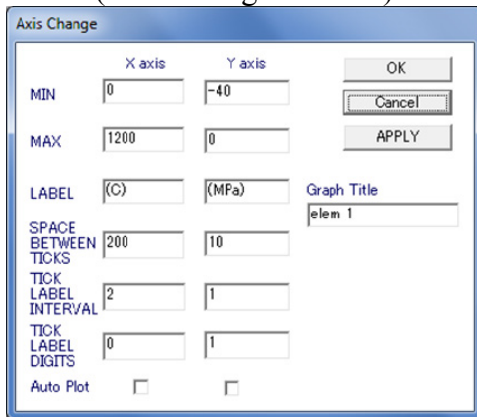 Axis Change
X axis Y axis
OK
MIN 0 -40
Cancel
MAX 1200 0
APPLY
LABEL (C) (MPa)
Graph Title
elem 1
SPACE
BETWEEN 200 10
TICKS
TICK
LABEL 2 1
INTERVAL
TICK
LABEL 0 1
DIGITS
Auto Plot